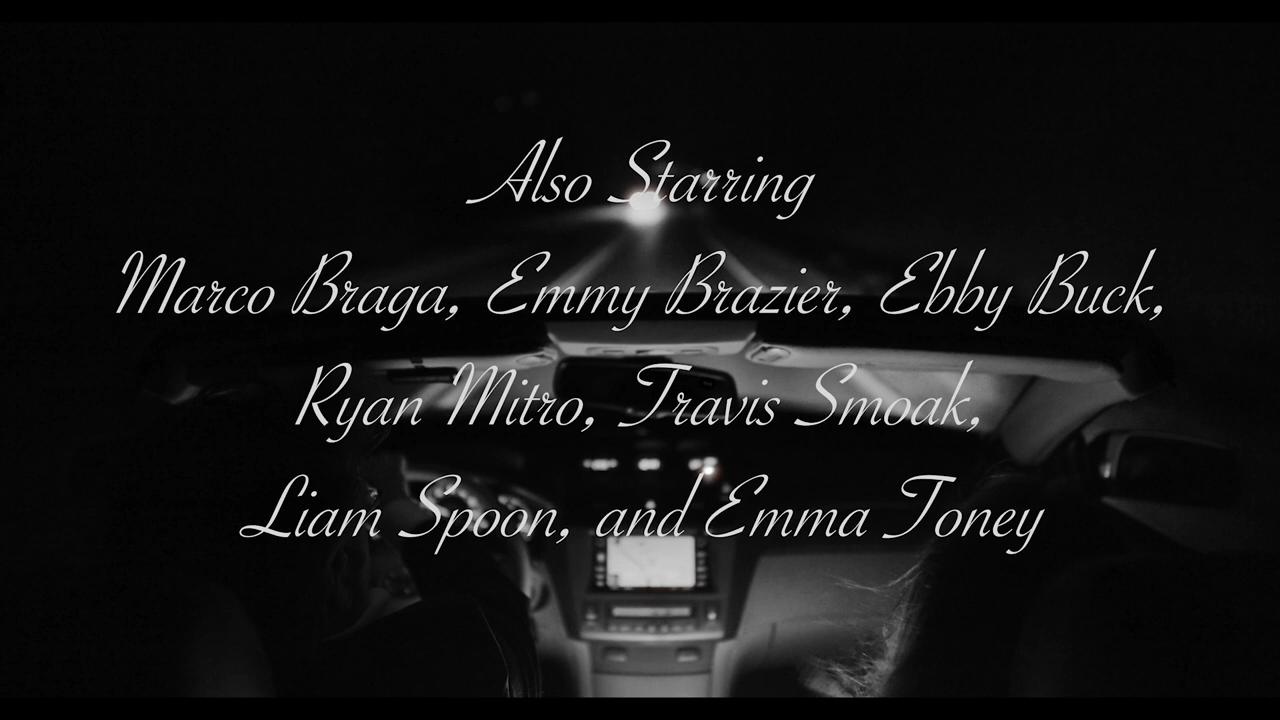 Also Starring
Marco Braga, Emmy Brazier, Ebby Buck,
Ryan Mitro, Travis Smoak,
Liam Spoon, and Emma Toney